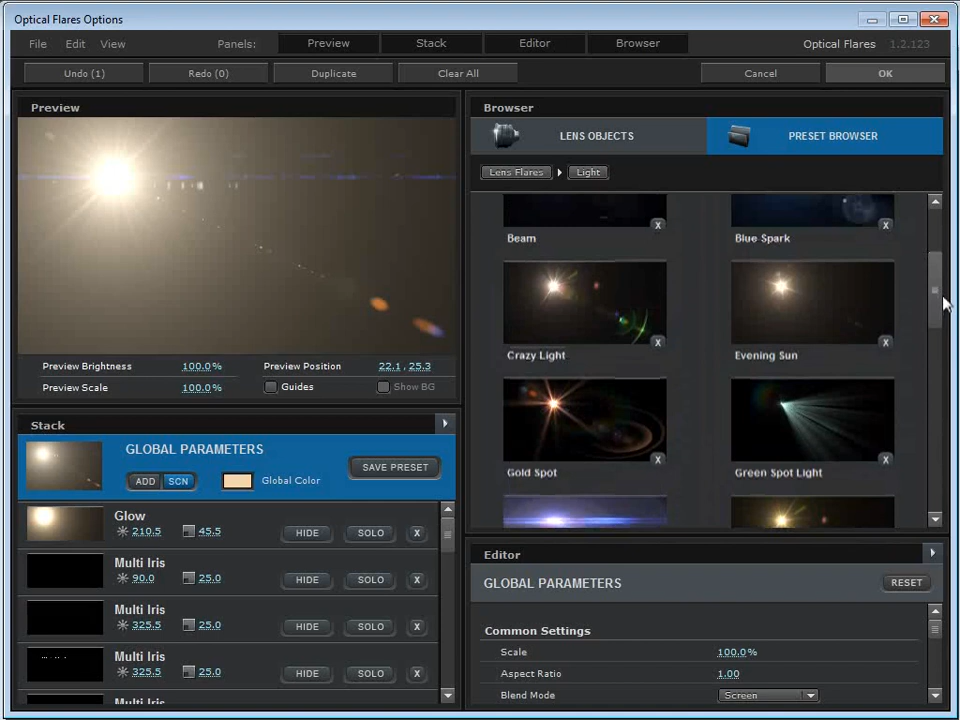 Optical Flares Options
File Edit View Panels: Preview Stack Editor Browser Optical Flares 1.2.123
Undo (1) Redo (0) Duplicate Clear All Cancel OK
Preview
Preview Brightness 100.0% Preview Position 22.1 , 25.3
Preview Scale 100.0% Guides Show BG
Stack
GLOBAL PARAMETERS
ADD SCN Global Color SAVE PRESET
Glow
210.5 45.5 HIDE SOLO X
Multi Iris
90.0 25.0 HIDE SOLO X
Multi Iris
325.5 25.0 HIDE SOLO X
Multi Iris
325.5 25.0 HIDE SOLO X
Multi Iris
Browser
LENS OBJECTS PRESET BROWSER
Lens Flares Light
X X
Beam Blue Spark
X X
Crazy Light Evening Sun
X X
Gold Spot Green Spot Light
Editor
GLOBAL PARAMETERS RESET
Common Settings
Scale 100.0%
Aspect Ratio 1.00
Blend Mode Screen